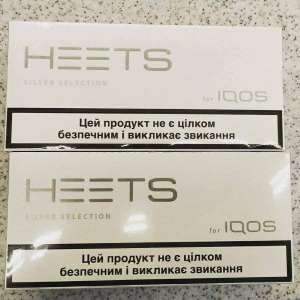 HEETS
SILVER SELECTION
for IQOS
Цей продукт не є цілком
безпечним і викликає звикання
HEETS
SILVER SELECTION
for IQOS
Цей продукт не є цілком
безпечним і викликає звикання